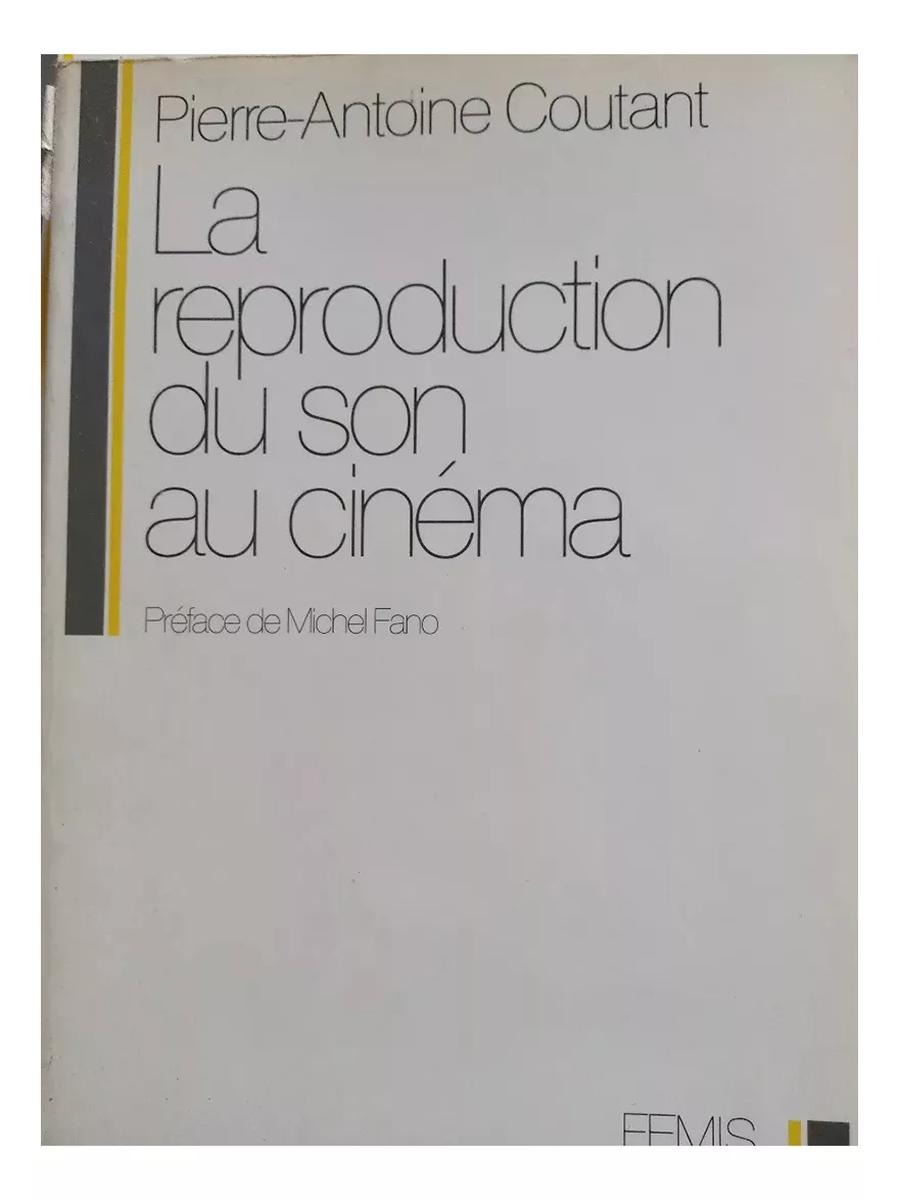 Pierre-Antoine Coutant
La
reproduction
du son
au cinéma
Préface de Michel Fano
FEMIS